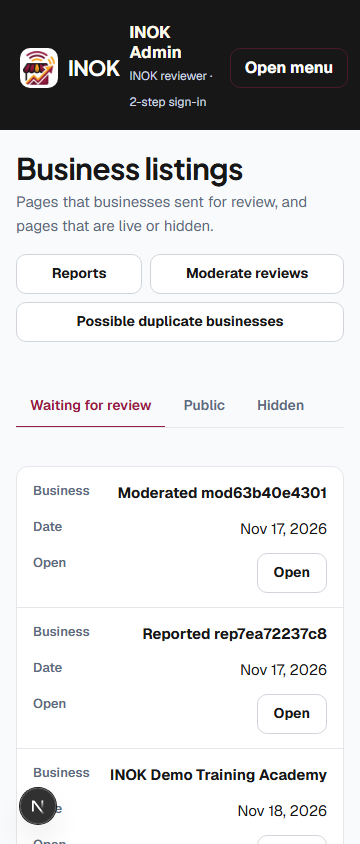 INOK
INOK Admin
INOK reviewer ·
2-step sign-in
Open menu
Business listings
Pages that businesses sent for review, and
pages that are live or hidden.
Reports
Moderate reviews
Possible duplicate businesses
Waiting for review
Public
Hidden
Business
Moderated mod63b40e4301
Date
Nov 17, 2026
Open
Open
Business
Reported rep7ea72237c8
Date
Nov 17, 2026
Open
Open
Business
INOK Demo Training Academy
N
Nov 18, 2026